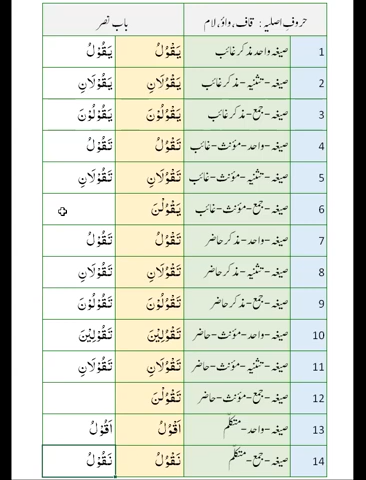 حروفِ اصلیہ : قاف، واؤ، لام باب نصر
1 صیغہ واحد مذکر غائب يَقْوُلُ يَقُوْلُ
2 صیغہ-تثنیہ-مذکر غائب يَقْوُلَانِ يَقُوْلَانِ
3 صیغہ-جمع-مذکر غائب يَقْوُلُوْنَ يَقُوْلُوْنَ
4 صیغہ-واحد-مؤنث-غائب تَقْوُلُ تَقُوْلُ
5 صیغہ-تثنیہ-مؤنث-غائب تَقْوُلَانِ تَقُوْلَانِ
6 صیغہ-جمع-مؤنث-غائب يَقْوُلْنَ
7 صیغہ-واحد-مذکر حاضر تَقْوُلُ تَقُوْلُ
8 صیغہ-تثنیہ-مذکر حاضر تَقْوُلَانِ تَقُوْلَانِ
9 صیغہ-جمع-مذکر حاضر تَقْوُلُوْنَ تَقُوْلُوْنَ
10 صیغہ-واحد-مؤنث-حاضر تَقْوُلِيْنَ تَقُوْلِيْنَ
11 صیغہ-تثنیہ-مؤنث-حاضر تَقْوُلَانِ تَقُوْلَانِ
12 صیغہ-جمع-مؤنث-حاضر تَقْوُلْنَ
13 صیغہ-واحد-متکلّم اَقْوُلُ اَقُوْلُ
14 صیغہ-جمع-متکلّم نَقْوُلُ نَقُوْلُ